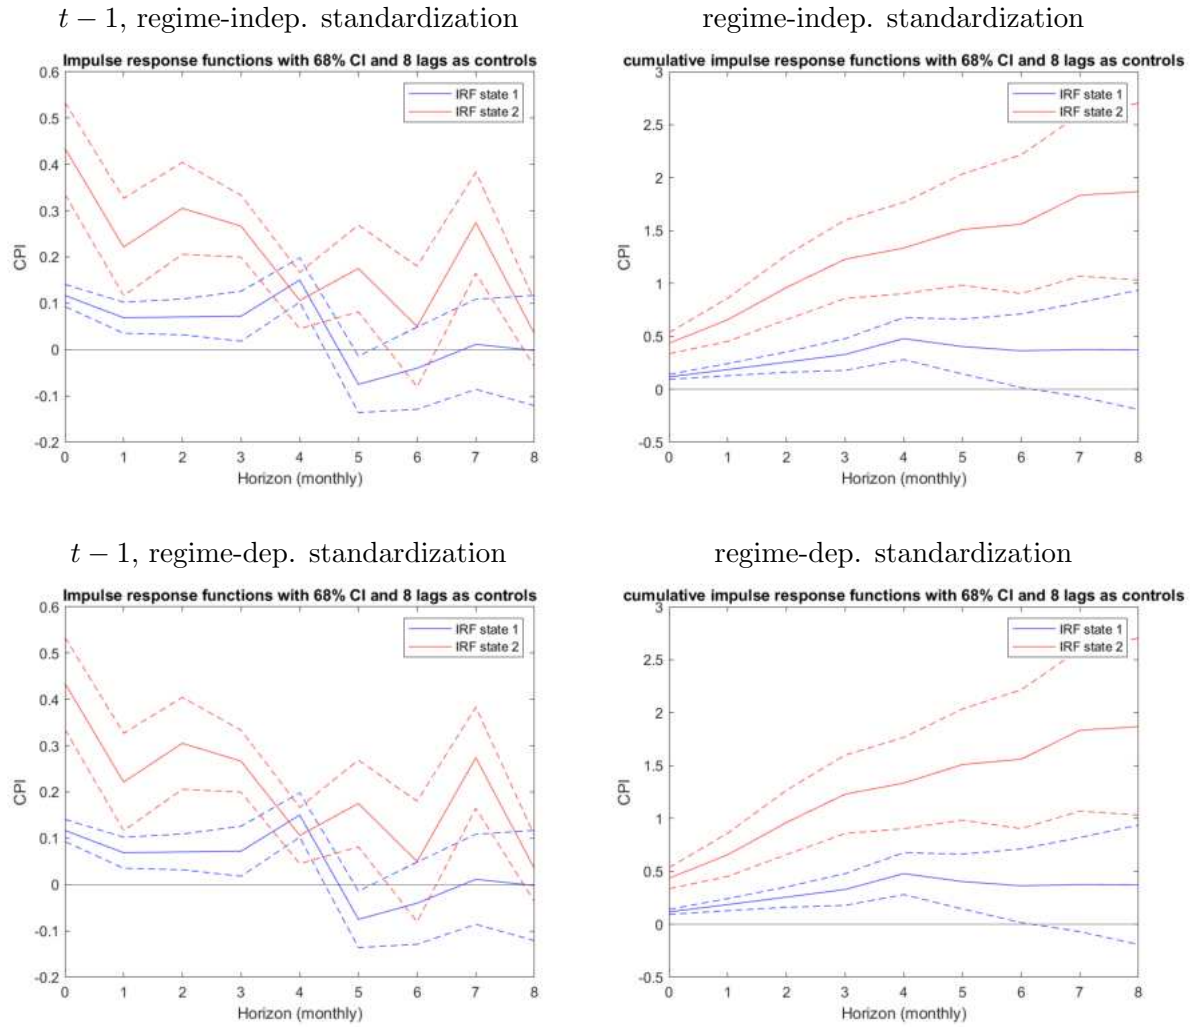 t − 1, regime-indep. standardization
Impulse response functions with 68% CI and 8 lags as controls
IRF state 1
IRF state 2
0.6
0.5
0.4
0.3
0.2
0.1
0
-0.1
-0.2
CPI
0 1 2 3 4 5 6 7 8
Horizon (monthly)
regime-indep. standardization
cumulative impulse response functions with 68% CI and 8 lags as controls
IRF state 1
IRF state 2
3
2.5
2
1.5
1
0.5
0
-0.5
CPI
0 1 2 3 4 5 6 7 8
Horizon (monthly)
t − 1, regime-dep. standardization
Impulse response functions with 68% CI and 8 lags as controls
IRF state 1
IRF state 2
0.6
0.5
0.4
0.3
0.2
0.1
0
-0.1
-0.2
CPI
0 1 2 3 4 5 6 7 8
Horizon (monthly)
regime-dep. standardization
cumulative impulse response functions with 68% CI and 8 lags as controls
IRF state 1
IRF state 2
3
2.5
2
1.5
1
0.5
0
-0.5
CPI
0 1 2 3 4 5 6 7 8
Horizon (monthly)